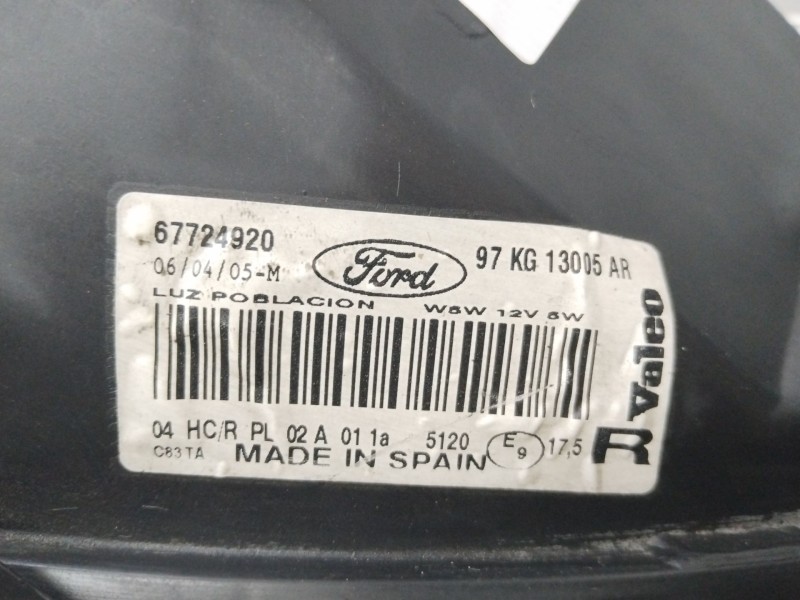 67724920
06/04/05-M
Ford
97 KG 13005 AR
LUZ POBLACION W5W 12V 5W
04 HC/R PL 02 A 01 1a 5120 E9 17,5
C83TA MADE IN SPAIN
R Valeo